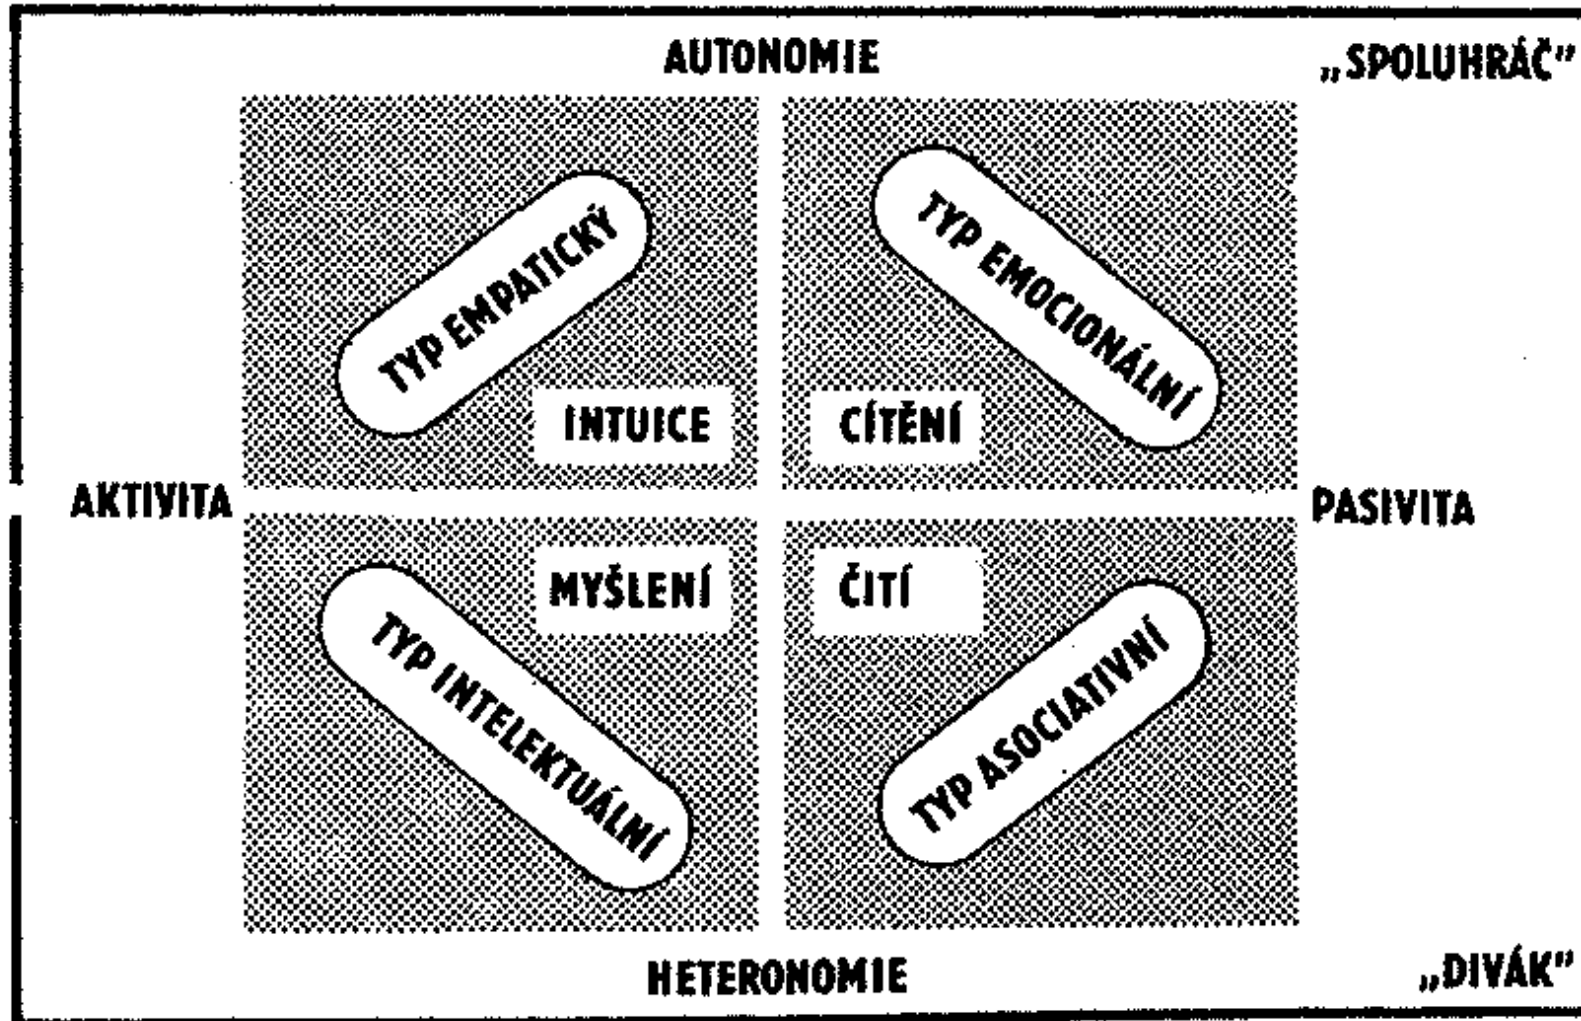 AUTONOMIE
„SPOLUHRÁČ"
TYP EMPATICKÝ
TYP EMOCIONÁLNÍ
INTUICE
CÍTĚNÍ
AKTIVITA
PASIVITA
MYŠLENÍ
ČITÍ
TYP INTELEKTUÁLNÍ
TYP ASOCIATIVNÍ
HETERONOMIE
„DIVÁK"